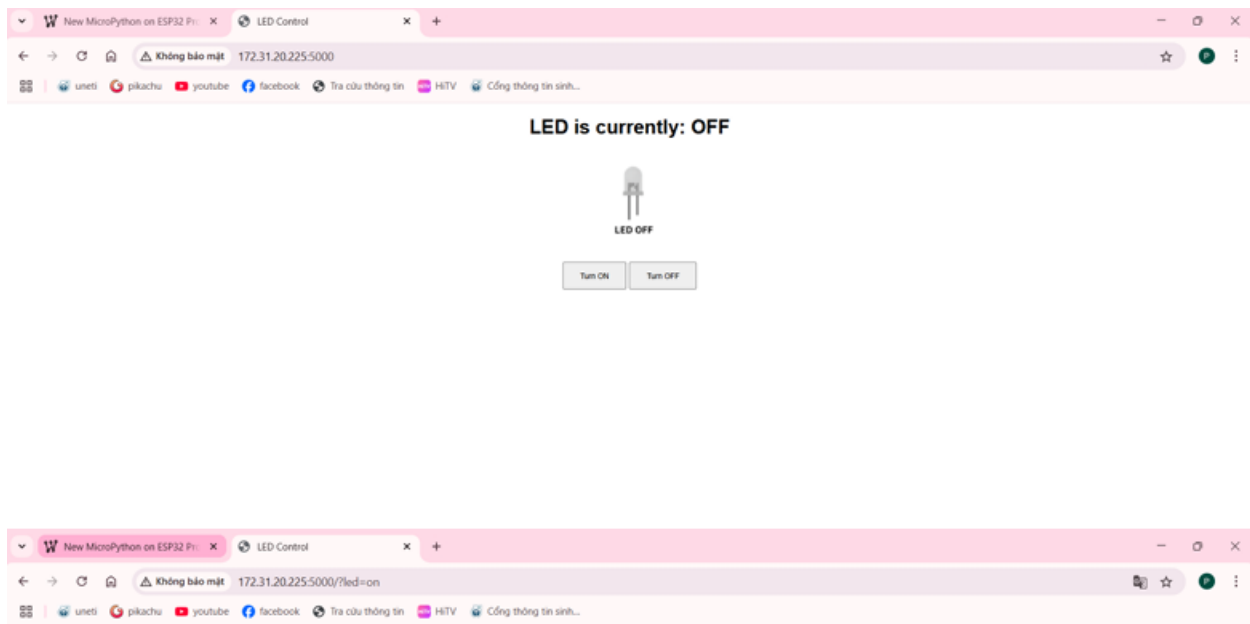 New MicroPython on ESP32 Pr
LED Control
Không bảo mật 172.31.20.225:5000
uneti pikachu youtube facebook Tra cứu thông tin HiTV Cổng thông tin sinh...
LED is currently: OFF
LED OFF
Turn ON Turn OFF
New MicroPython on ESP32 Pr
LED Control
Không bảo mật 172.31.20.225:5000/?led=on
uneti pikachu youtube facebook Tra cứu thông tin HiTV Cổng thông tin sinh...